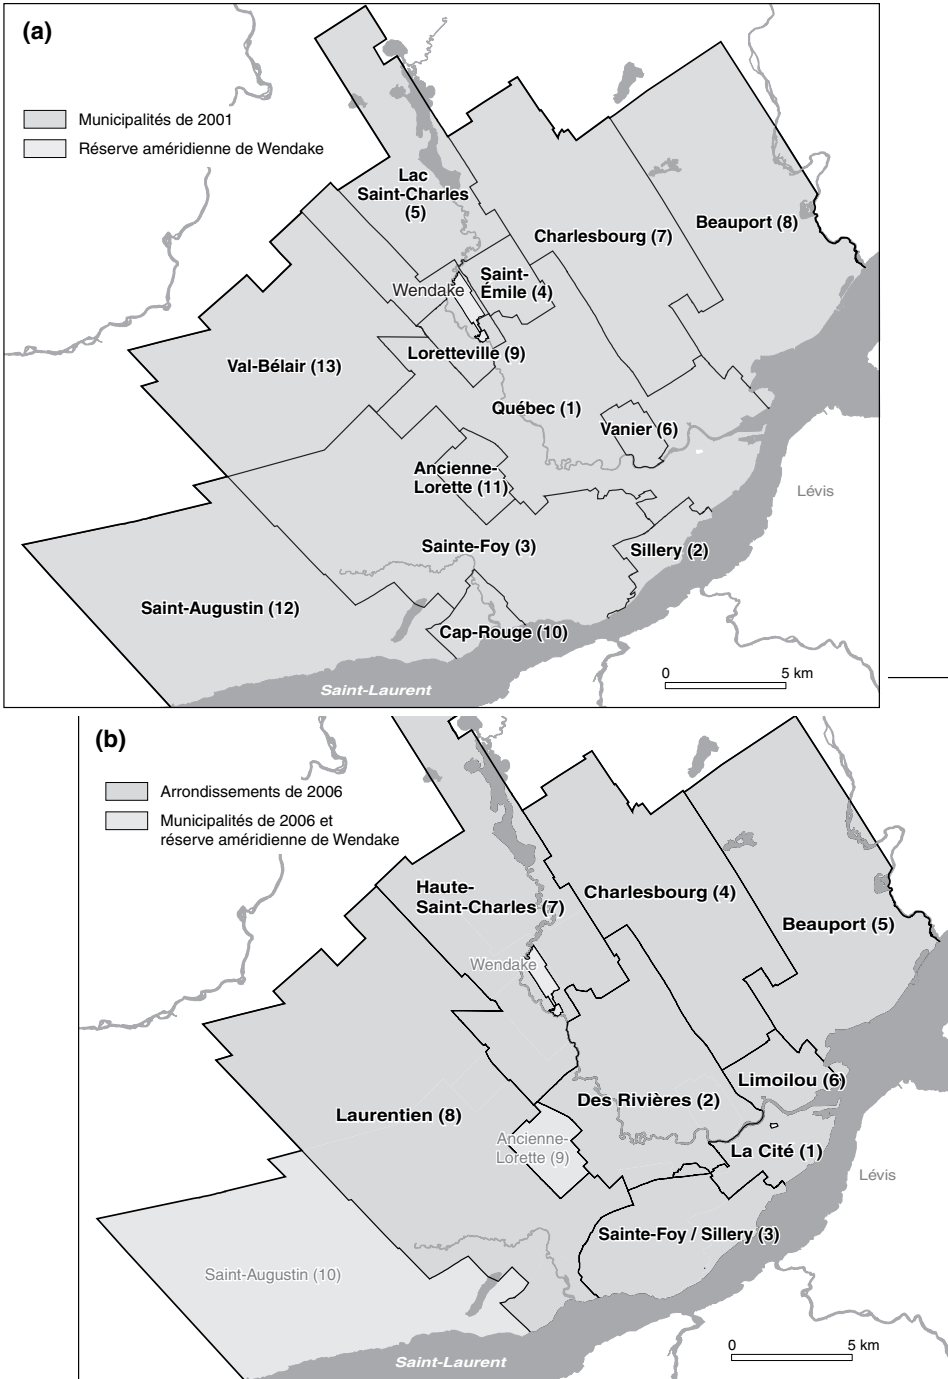 (a)
Municipalités de 2001
Réserve améridienne de Wendake
Lac
Saint-Charles
(5)
Beauport (8)
Charlesbourg (7)
Saint-
Émile (4)
Wendake
Loretteville (9)
Val-Bélair (13)
Québec (1)
Vanier (6)
Ancienne-
Lorette (11)
Lévis
Sainte-Foy (3)
Sillery (2)
Saint-Augustin (12)
Cap-Rouge (10)
0 5 km
Saint-Laurent
(b)
Arrondissements de 2006
Municipalités de 2006 et
réserve améridienne de Wendake
Haute-
Saint-Charles (7)
Charlesbourg (4)
Beauport (5)
Wendake
Limoilou (6)
Des Rivières (2)
Laurentien (8)
Ancienne-
Lorette (9)
La Cité (1)
Lévis
Sainte-Foy / Sillery (3)
Saint-Augustin (10)
0 5 km
Saint-Laurent